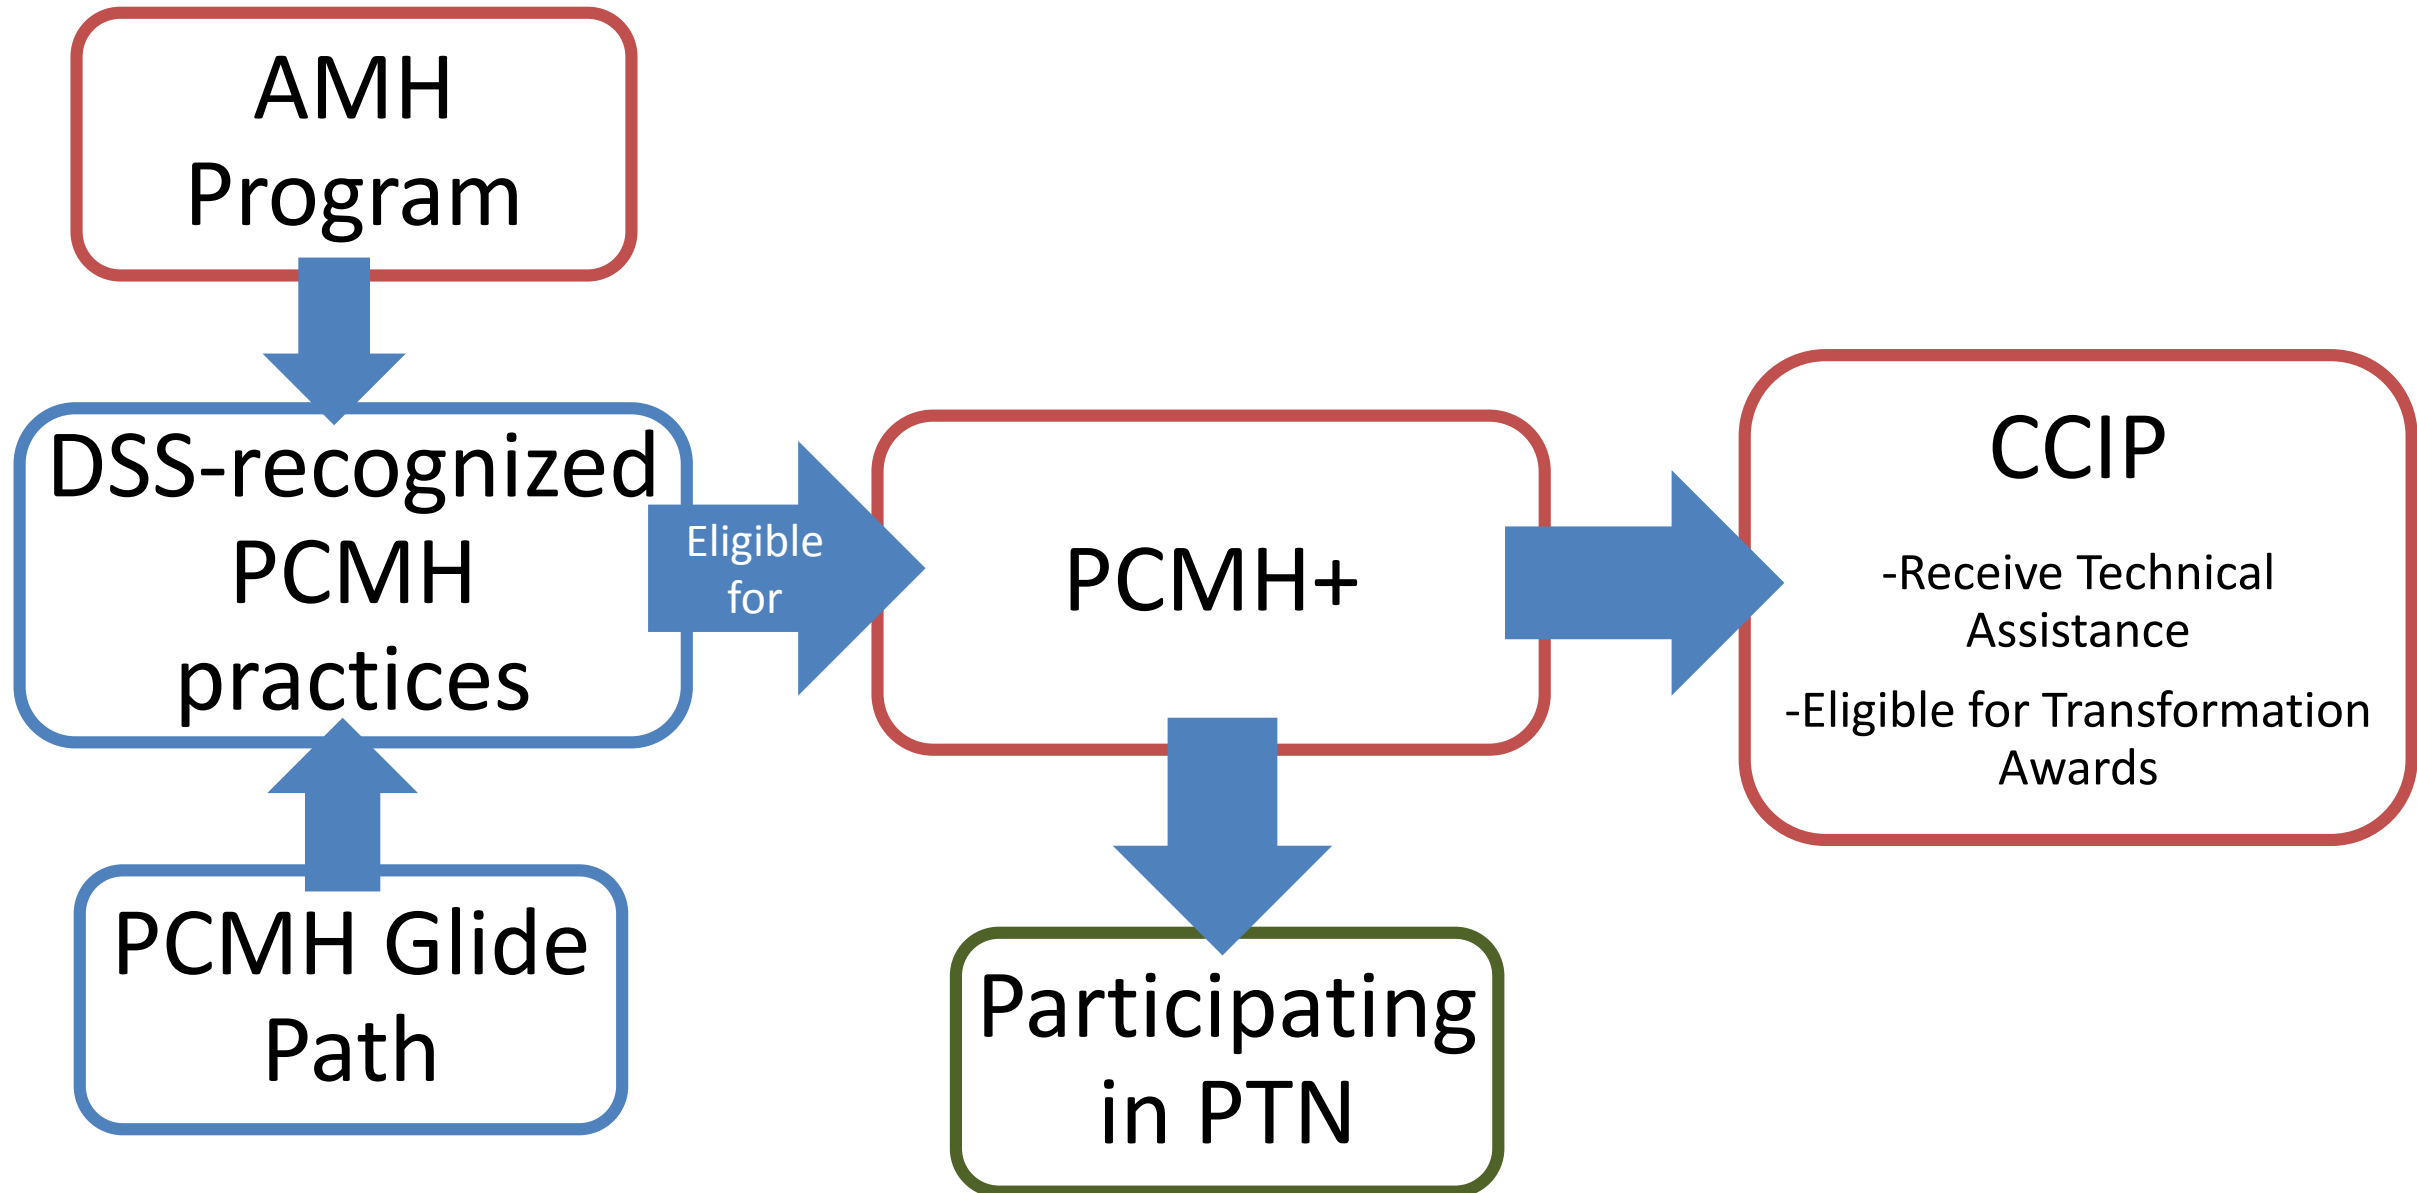 AMH
Program
DSS-recognized
PCMH
practices
PCMH Glide
Path
Eligible
for
PCMH+
Participating
in PTN
CCIP
-Receive Technical
Assistance
-Eligible for Transformation
Awards